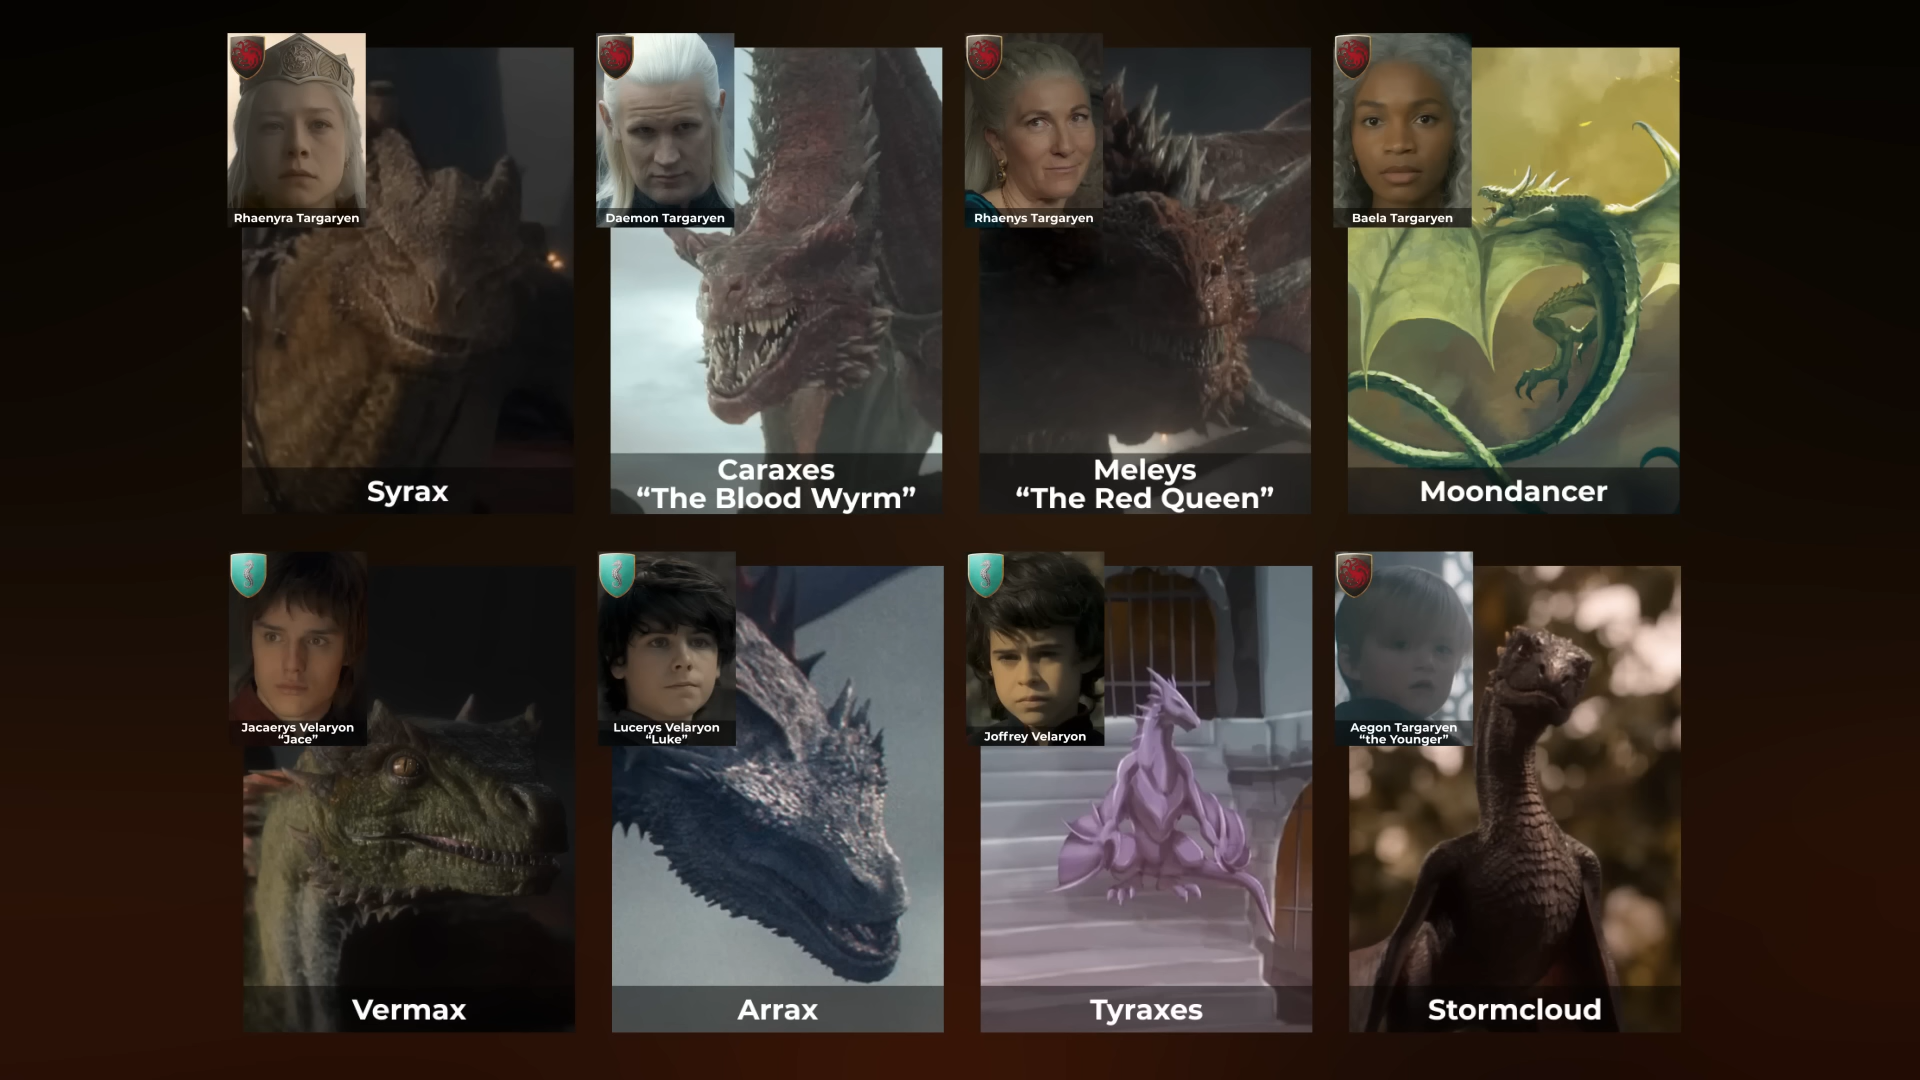 Rhaenyra Targaryen
Syrax
Daemon Targaryen
Caraxes
“The Blood Wyrm”
Rhaenys Targaryen
Meleys
“The Red Queen”
Baela Targaryen
Moondancer
Jacaerys Velaryon
“Jace”
Vermax
Lucerys Velaryon
“Luke”
Arrax
Joffrey Velaryon
Tyraxes
Aegon Targaryen
“the Younger”
Stormcloud